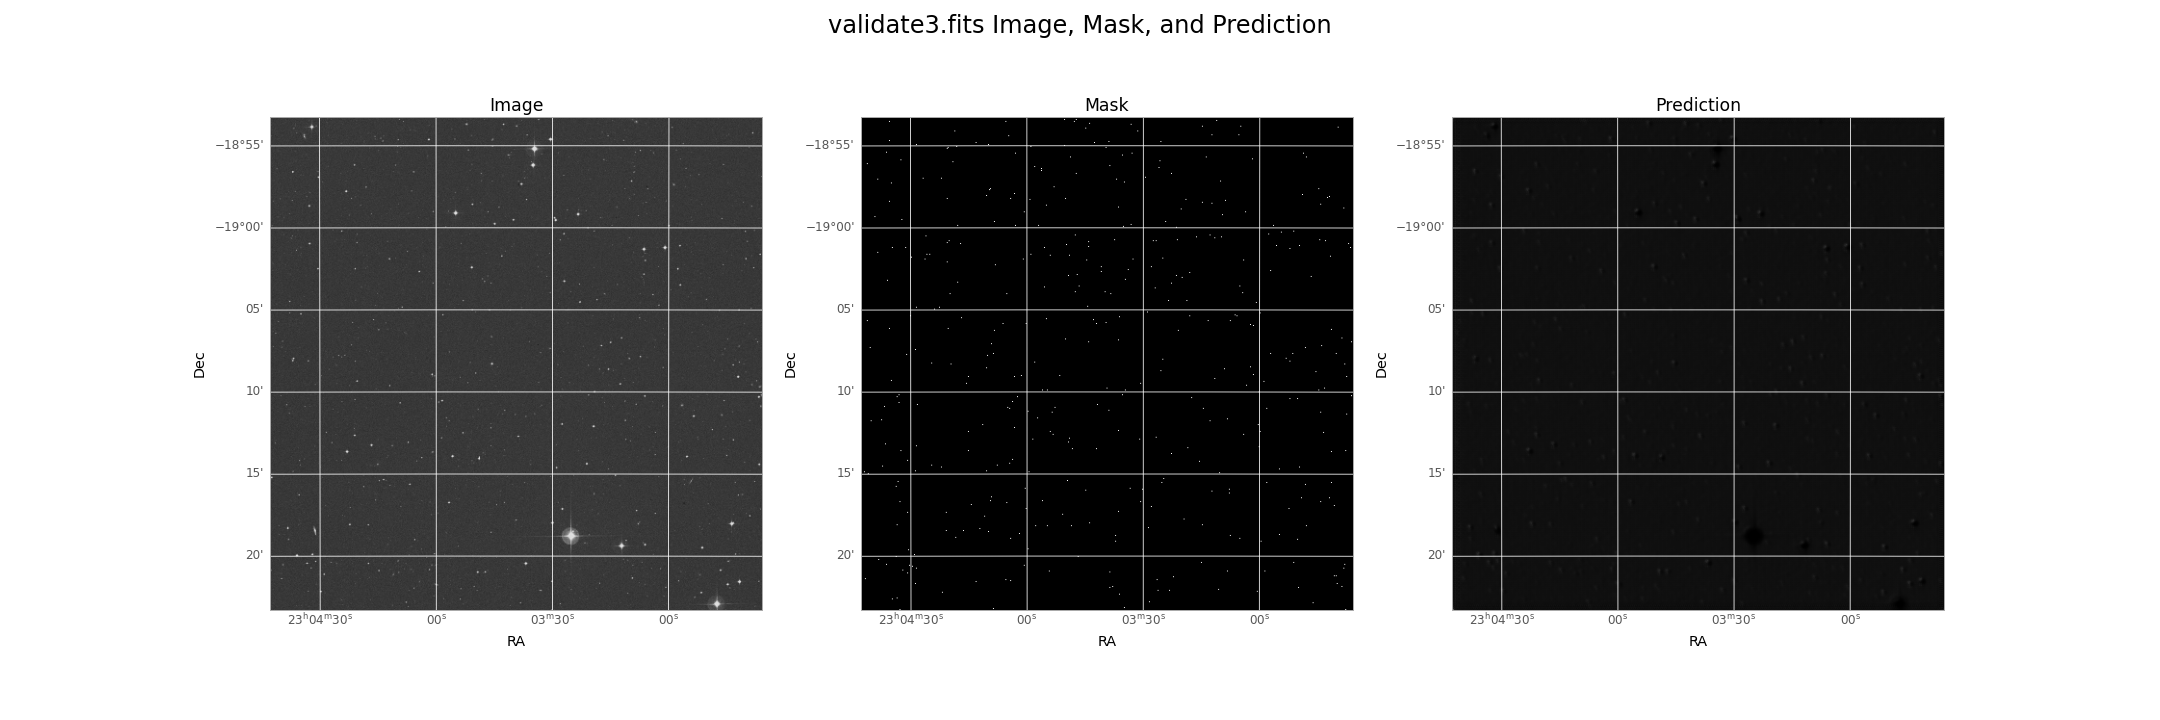 validate3.fits Image, Mask, and Prediction
Image
Mask
Prediction
−18°55'
−19°00'
05'
10'
15'
20'
Dec
23ʰ04ᵐ30ˢ 00ˢ 03ᵐ30ˢ 00ˢ
RA
−18°55'
−19°00'
05'
10'
15'
20'
Dec
23ʰ04ᵐ30ˢ 00ˢ 03ᵐ30ˢ 00ˢ
RA
−18°55'
−19°00'
05'
10'
15'
20'
Dec
23ʰ04ᵐ30ˢ 00ˢ 03ᵐ30ˢ 00ˢ
RA